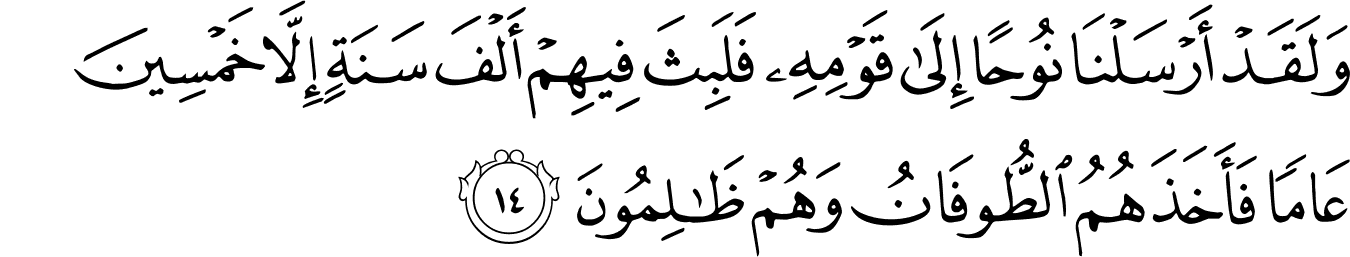 وَلَقَدْ أَرْسَلْنَا نُوحًا إِلَىٰ قَوْمِهِۦ فَلَبِثَ فِيهِمْ أَلْفَ سَنَةٍ إِلَّا خَمْسِينَ
عَامًا فَأَخَذَهُمُ ٱلطُّوفَانُ وَهُمْ ظَـٰلِمُونَ ١٤